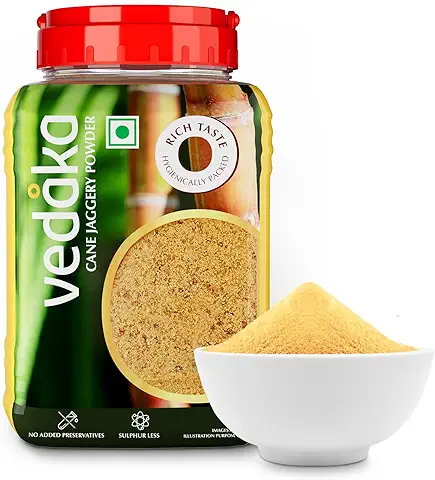 vedaka
CANE JAGGERY POWDER
RICH TASTE
HYGIENICALLY PACKED
NO ADDED PRESERVATIVES
SULPHUR LESS
IMAGES
ILLUSTRATION PURPOSE